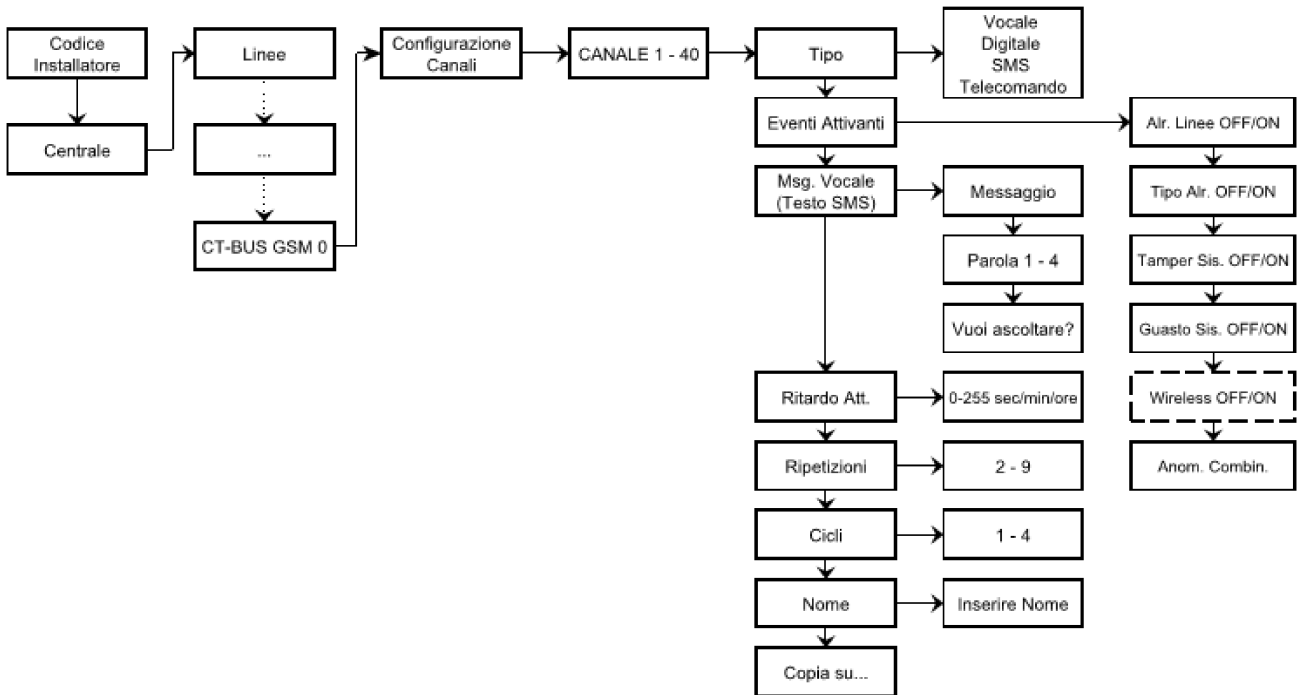 Codice
Installatore
Centrale
Linee
...
CT-BUS GSM 0
Configurazione
Canali
CANALE 1 - 40
Tipo
Vocale
Digitale
SMS
Telecomando
Eventi Attivanti
Alr. Linee OFF/ON
Tipo Alr. OFF/ON
Tamper Sis. OFF/ON
Guasto Sis. OFF/ON
Wireless OFF/ON
Anom. Combin.
Msg. Vocale
(Testo SMS)
Messaggio
Parola 1 - 4
Vuoi ascoltare?
Ritardo Att.
0-255 sec/min/ore
Ripetizioni
2 - 9
Cicli
1 - 4
Nome
Inserire Nome
Copia su...